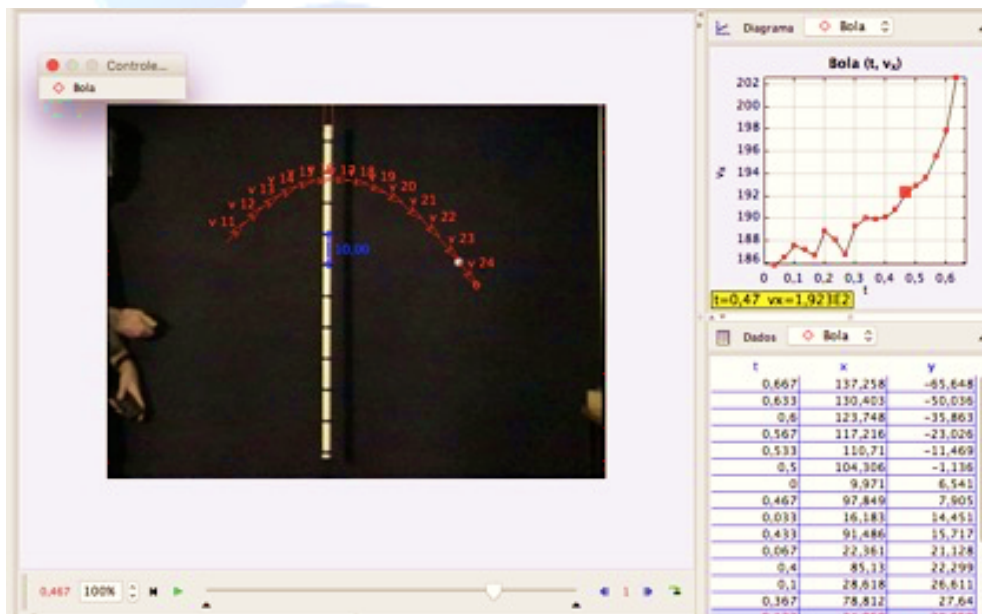 Controle...
Bola
v 11
v 12
v 19
v 20
v 21
v 22
v 23
v 24
10,00
0,467 100%
1
Diagrama Bola
Bola (t, vₓ)
202
200
198
196
194
192
190
188
186
0 0,1 0,2 0,3 0,4 0,5 0,6
t
vₓ
t=0,47 vx=1,923E2
Dados Bola
t x y
0,667 137,258 -65,648
0,633 130,403 -50,036
0,6 123,748 -35,863
0,567 117,216 -23,026
0,533 110,71 -11,469
0,5 104,306 -1,136
0 9,971 6,541
0,467 97,849 7,905
0,033 16,183 14,451
0,433 91,486 15,717
0,067 22,361 21,128
0,4 85,13 22,299
0,1 28,618 26,611
0,367 78,812 27,64